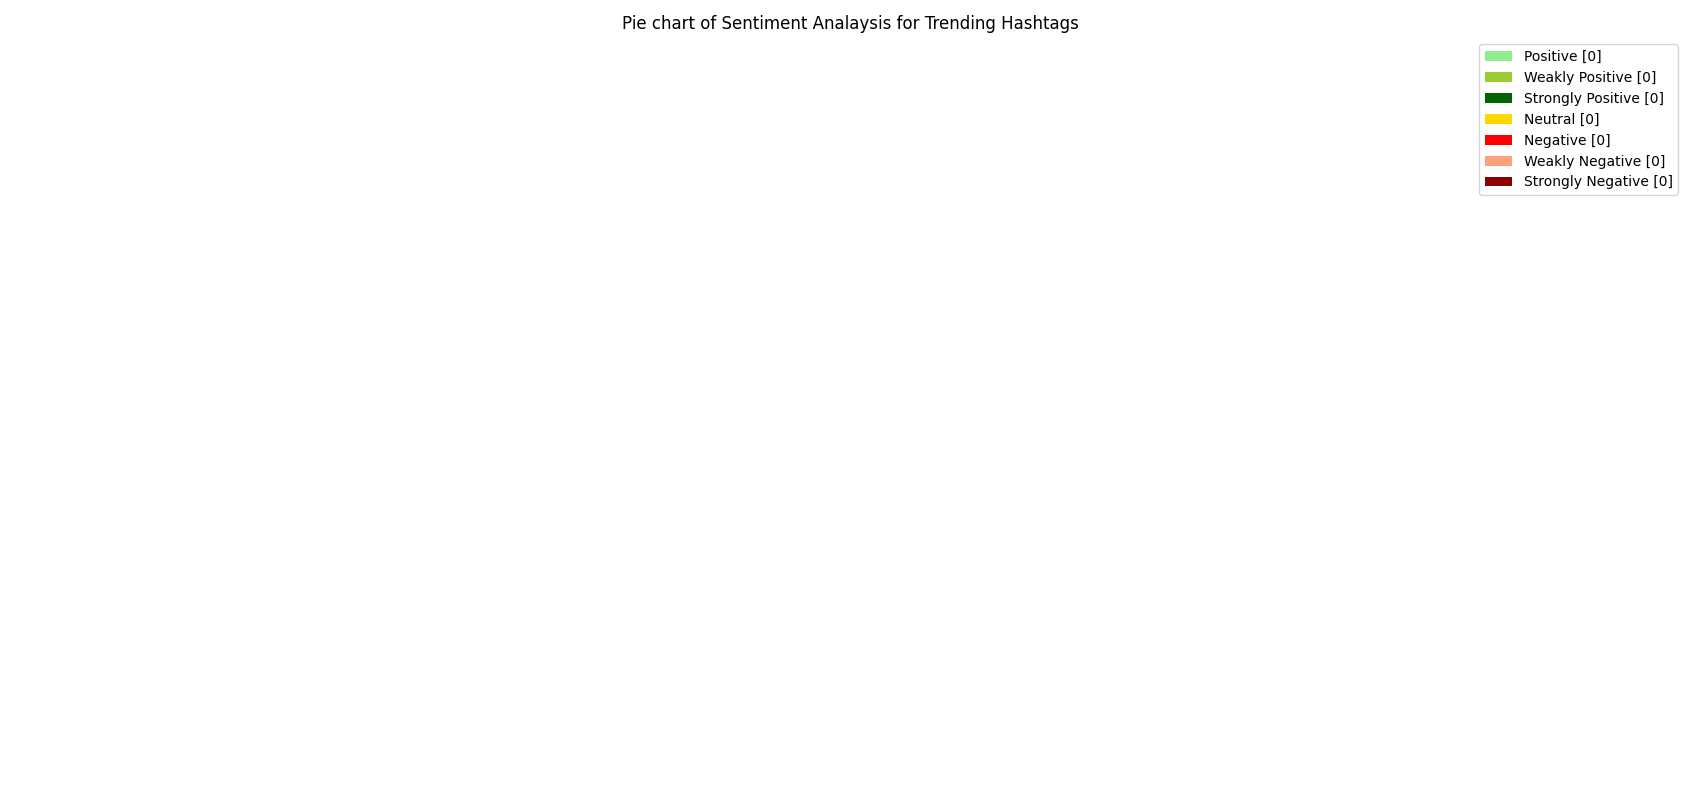 Pie chart of Sentiment Analaysis for Trending Hashtags
Positive [0]
Weakly Positive [0]
Strongly Positive [0]
Neutral [0]
Negative [0]
Weakly Negative [0]
Strongly Negative [0]